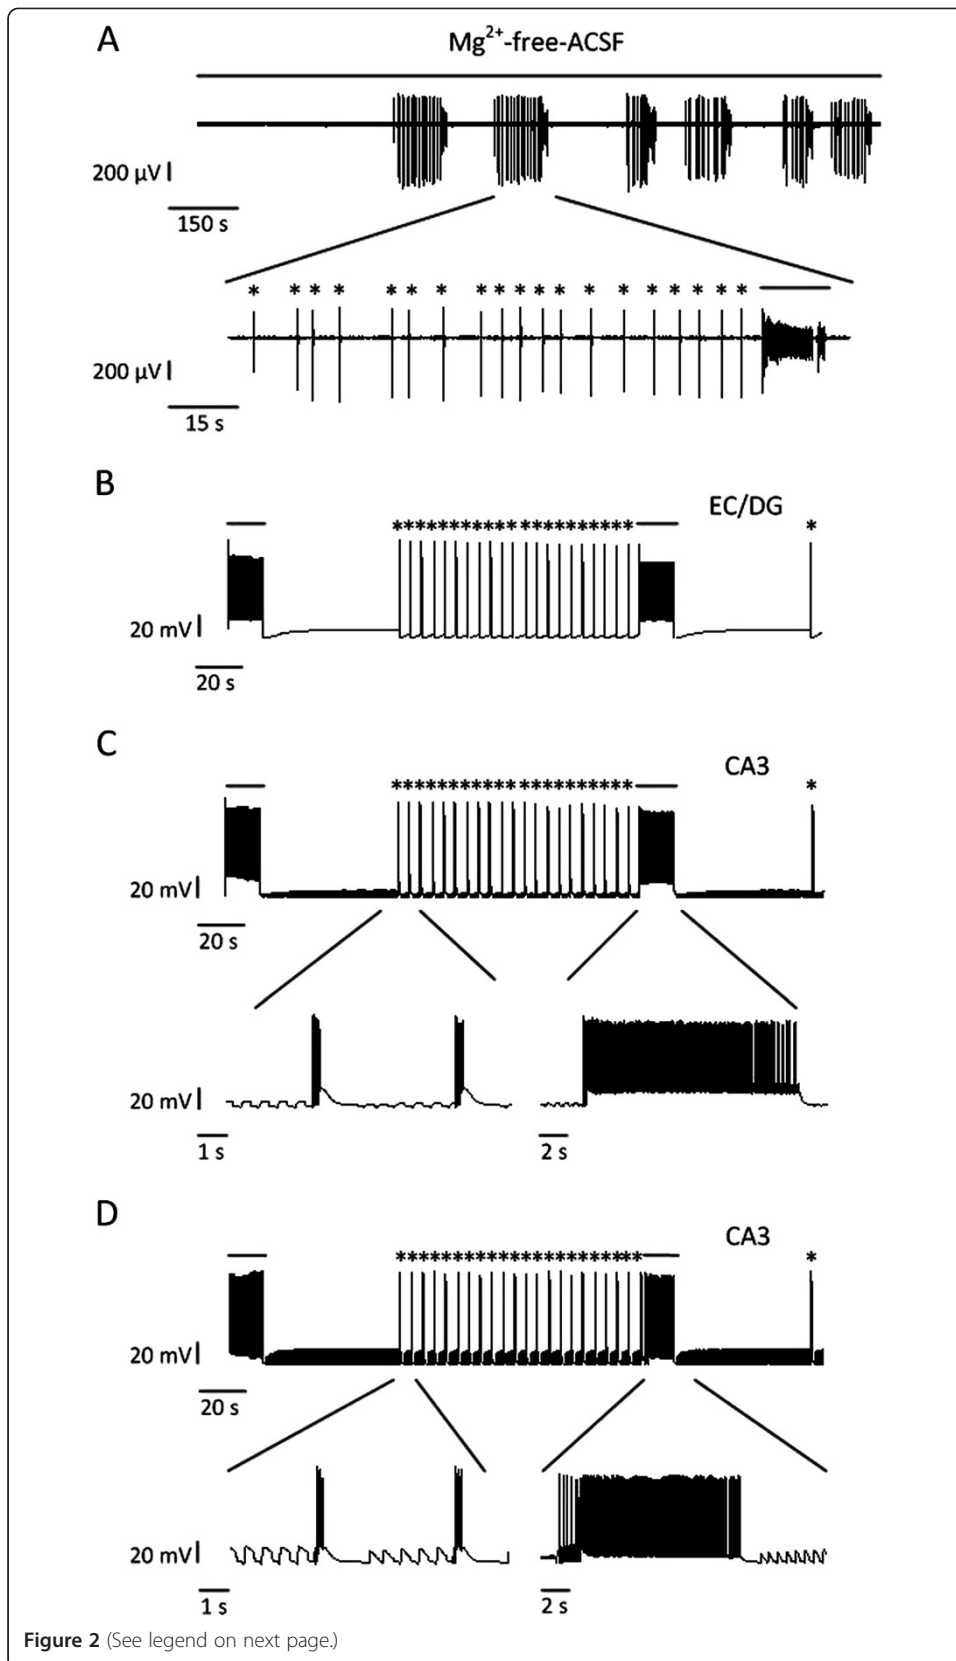 A
Mg²⁺-free-ACSF
200 µV
150 s
* * * * * * * * * * * * * * * * * * * *
200 µV
15 s
B
EC/DG
********************* *
20 mV
20 s
C
CA3
********************* *
20 mV
20 s
20 mV
1 s
2 s
D
CA3
********************* *
20 mV
20 s
20 mV
1 s
2 s
Figure 2 (See legend on next page.)